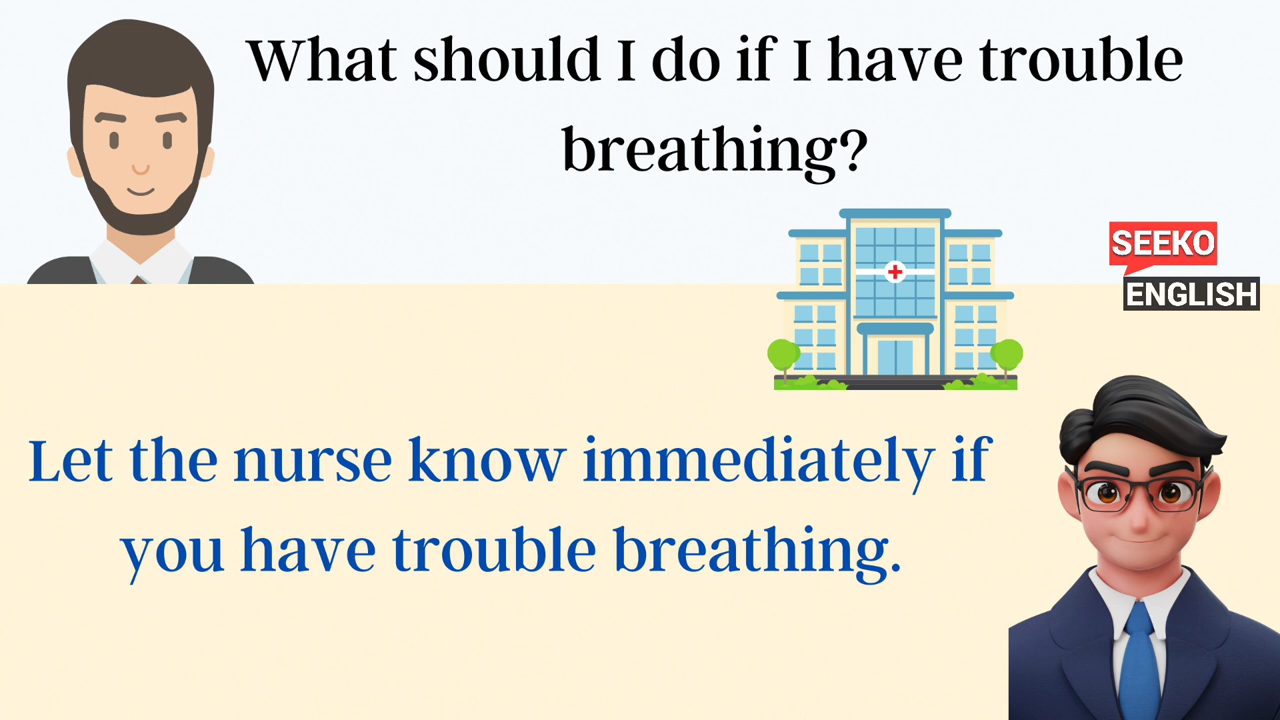 What should I do if I have trouble
breathing?
SEEKO
ENGLISH
Let the nurse know immediately if
you have trouble breathing.